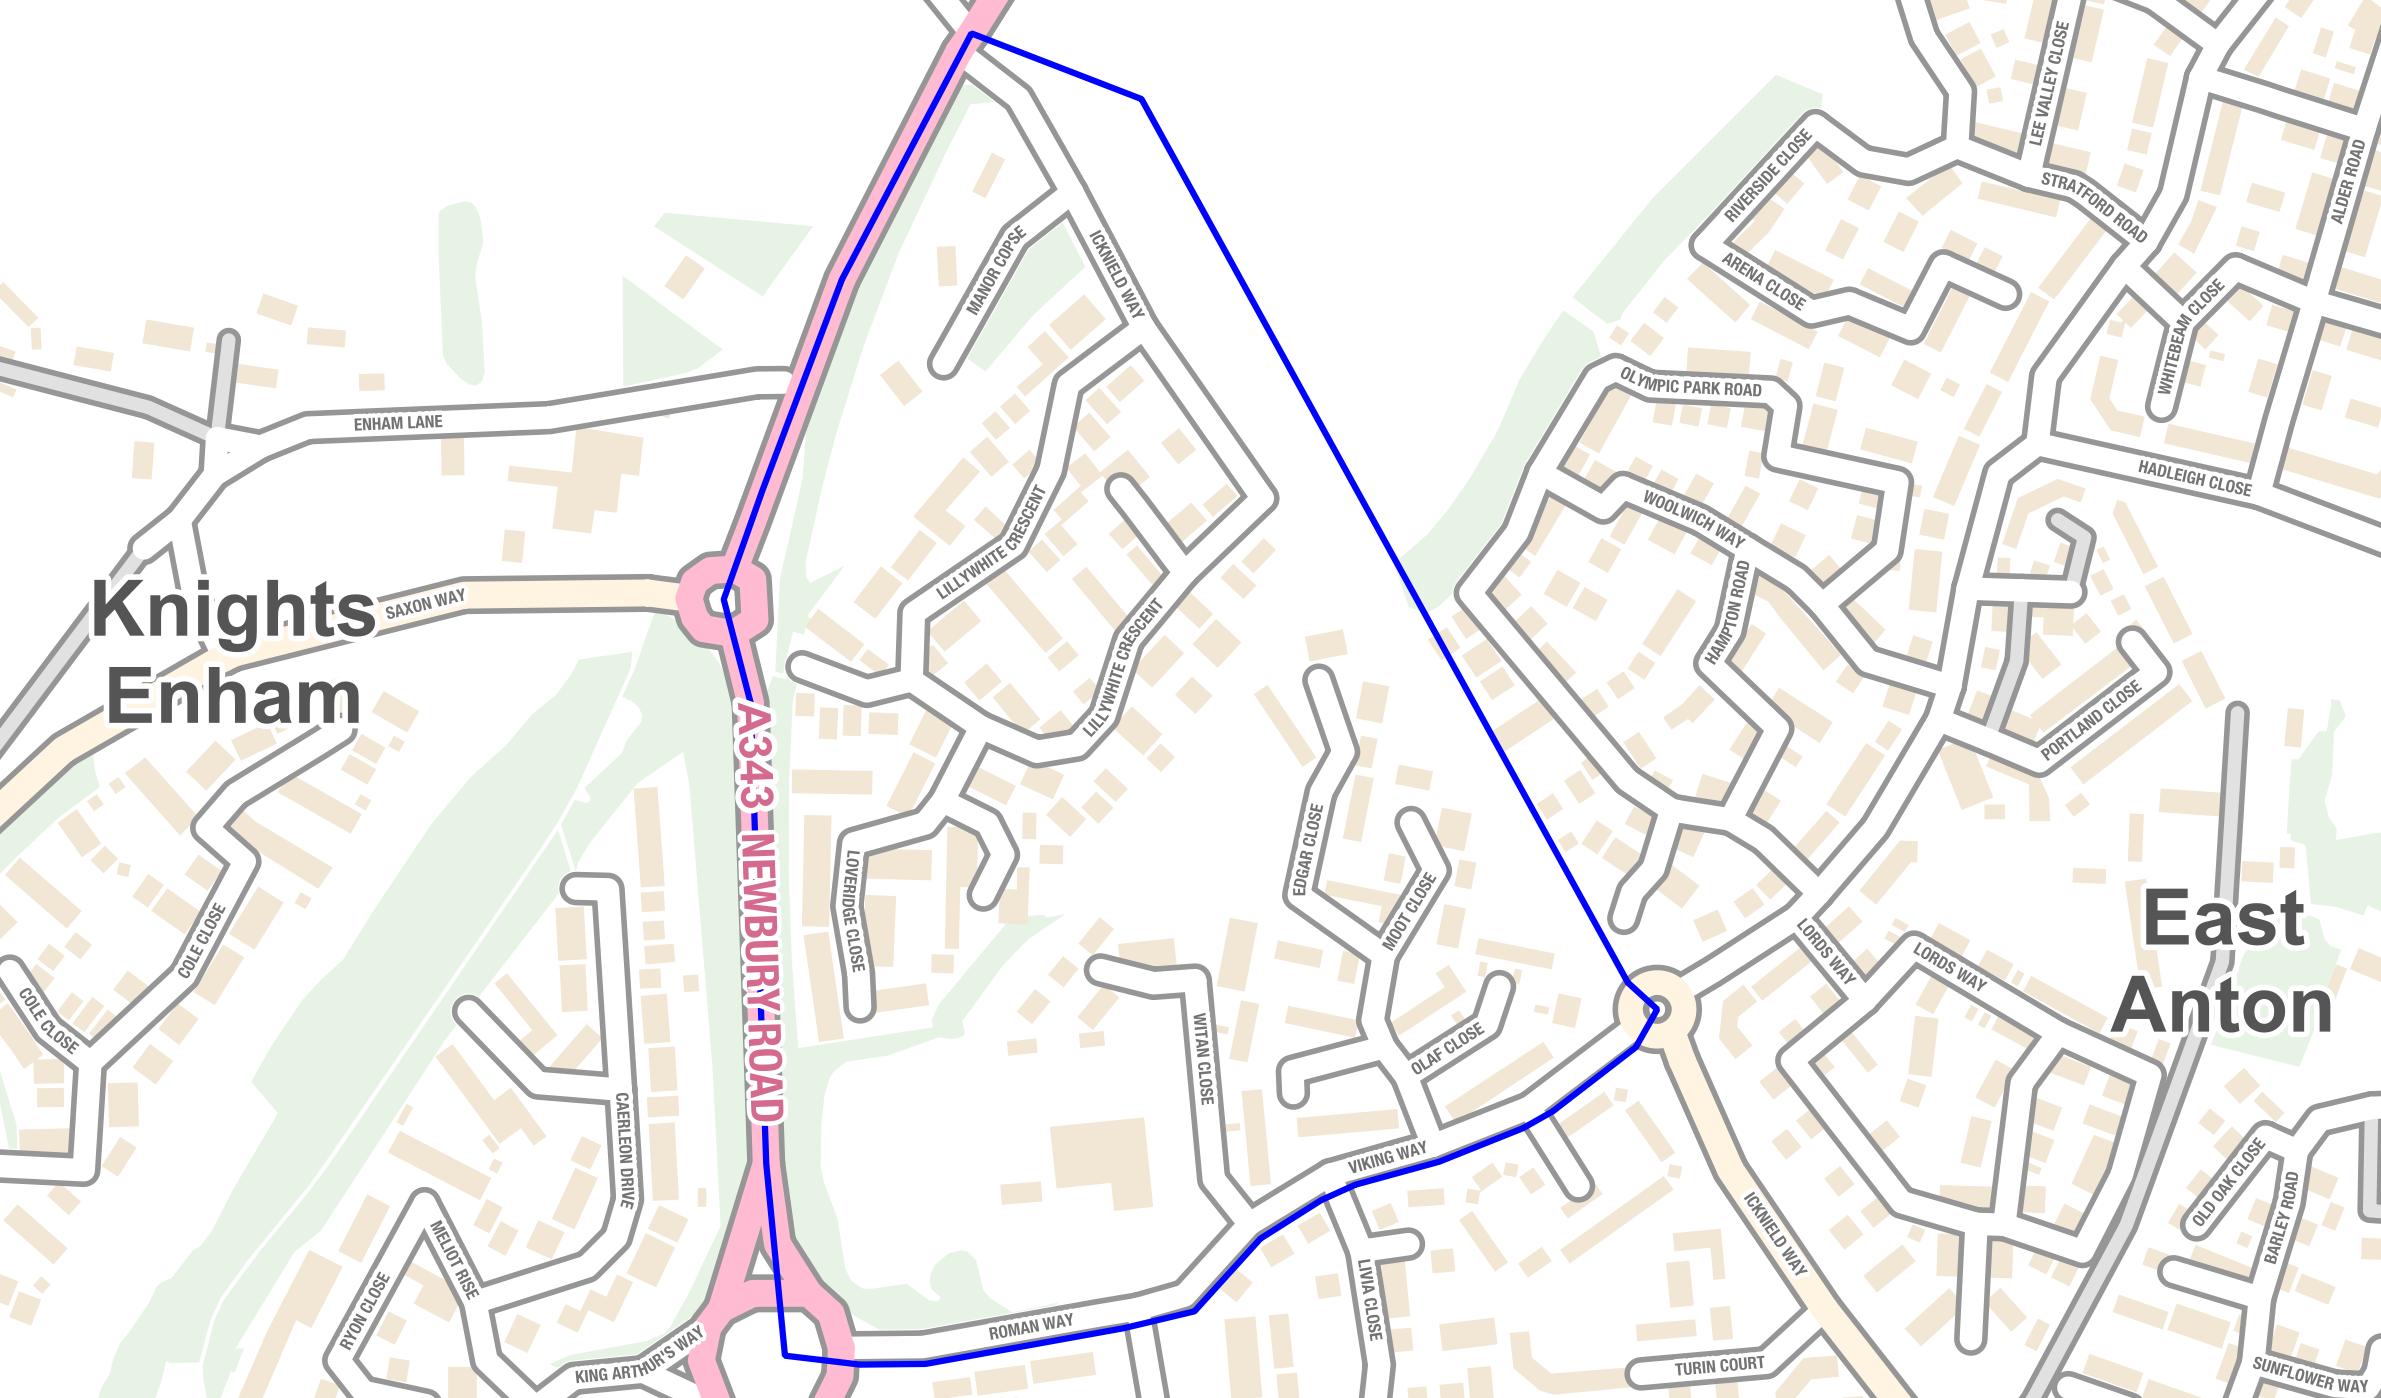 LEE VALLEY CLOSE
RIVERSIDE CLOSE
STRATFORD ROAD
ALDER ROAD
ARENA CLOSE
MANOR COPSE
ICKNIELD WAY
WHITEBEAM CLOSE
OLYMPIC PARK ROAD
ENHAM LANE
HADLEIGH CLOSE
WOOLWICH WAY
LILLYWHITE CRESCENT
HAMPTON ROAD
Knights
Enham
SAXON WAY
LILLYWHITE CRESCENT
PORTLAND CLOSE
A343 NEWBURY ROAD
EDGAR CLOSE
LOVERIDGE CLOSE
MOOT CLOSE
COLE CLOSE
LORDS WAY
LORDS WAY
East
Anton
COLE CLOSE
WITAN CLOSE
OLAF CLOSE
CAERLEON DRIVE
VIKING WAY
OLD OAK CLOSE
BARLEY ROAD
ICKNIELD WAY
MELIOT RISE
RYON CLOSE
LIVIA CLOSE
ROMAN WAY
KING ARTHUR'S WAY
TURIN COURT
SUNFLOWER WAY